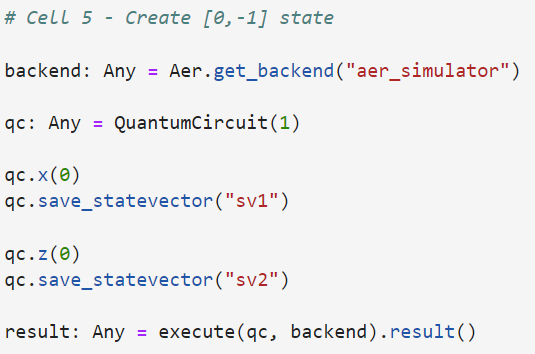 # Cell 5 - Create [0,-1] state
backend: Any = Aer.get_backend("aer_simulator")
qc: Any = QuantumCircuit(1)
qc.x(0)
qc.save_statevector("sv1")
qc.z(0)
qc.save_statevector("sv2")
result: Any = execute(qc, backend).result()